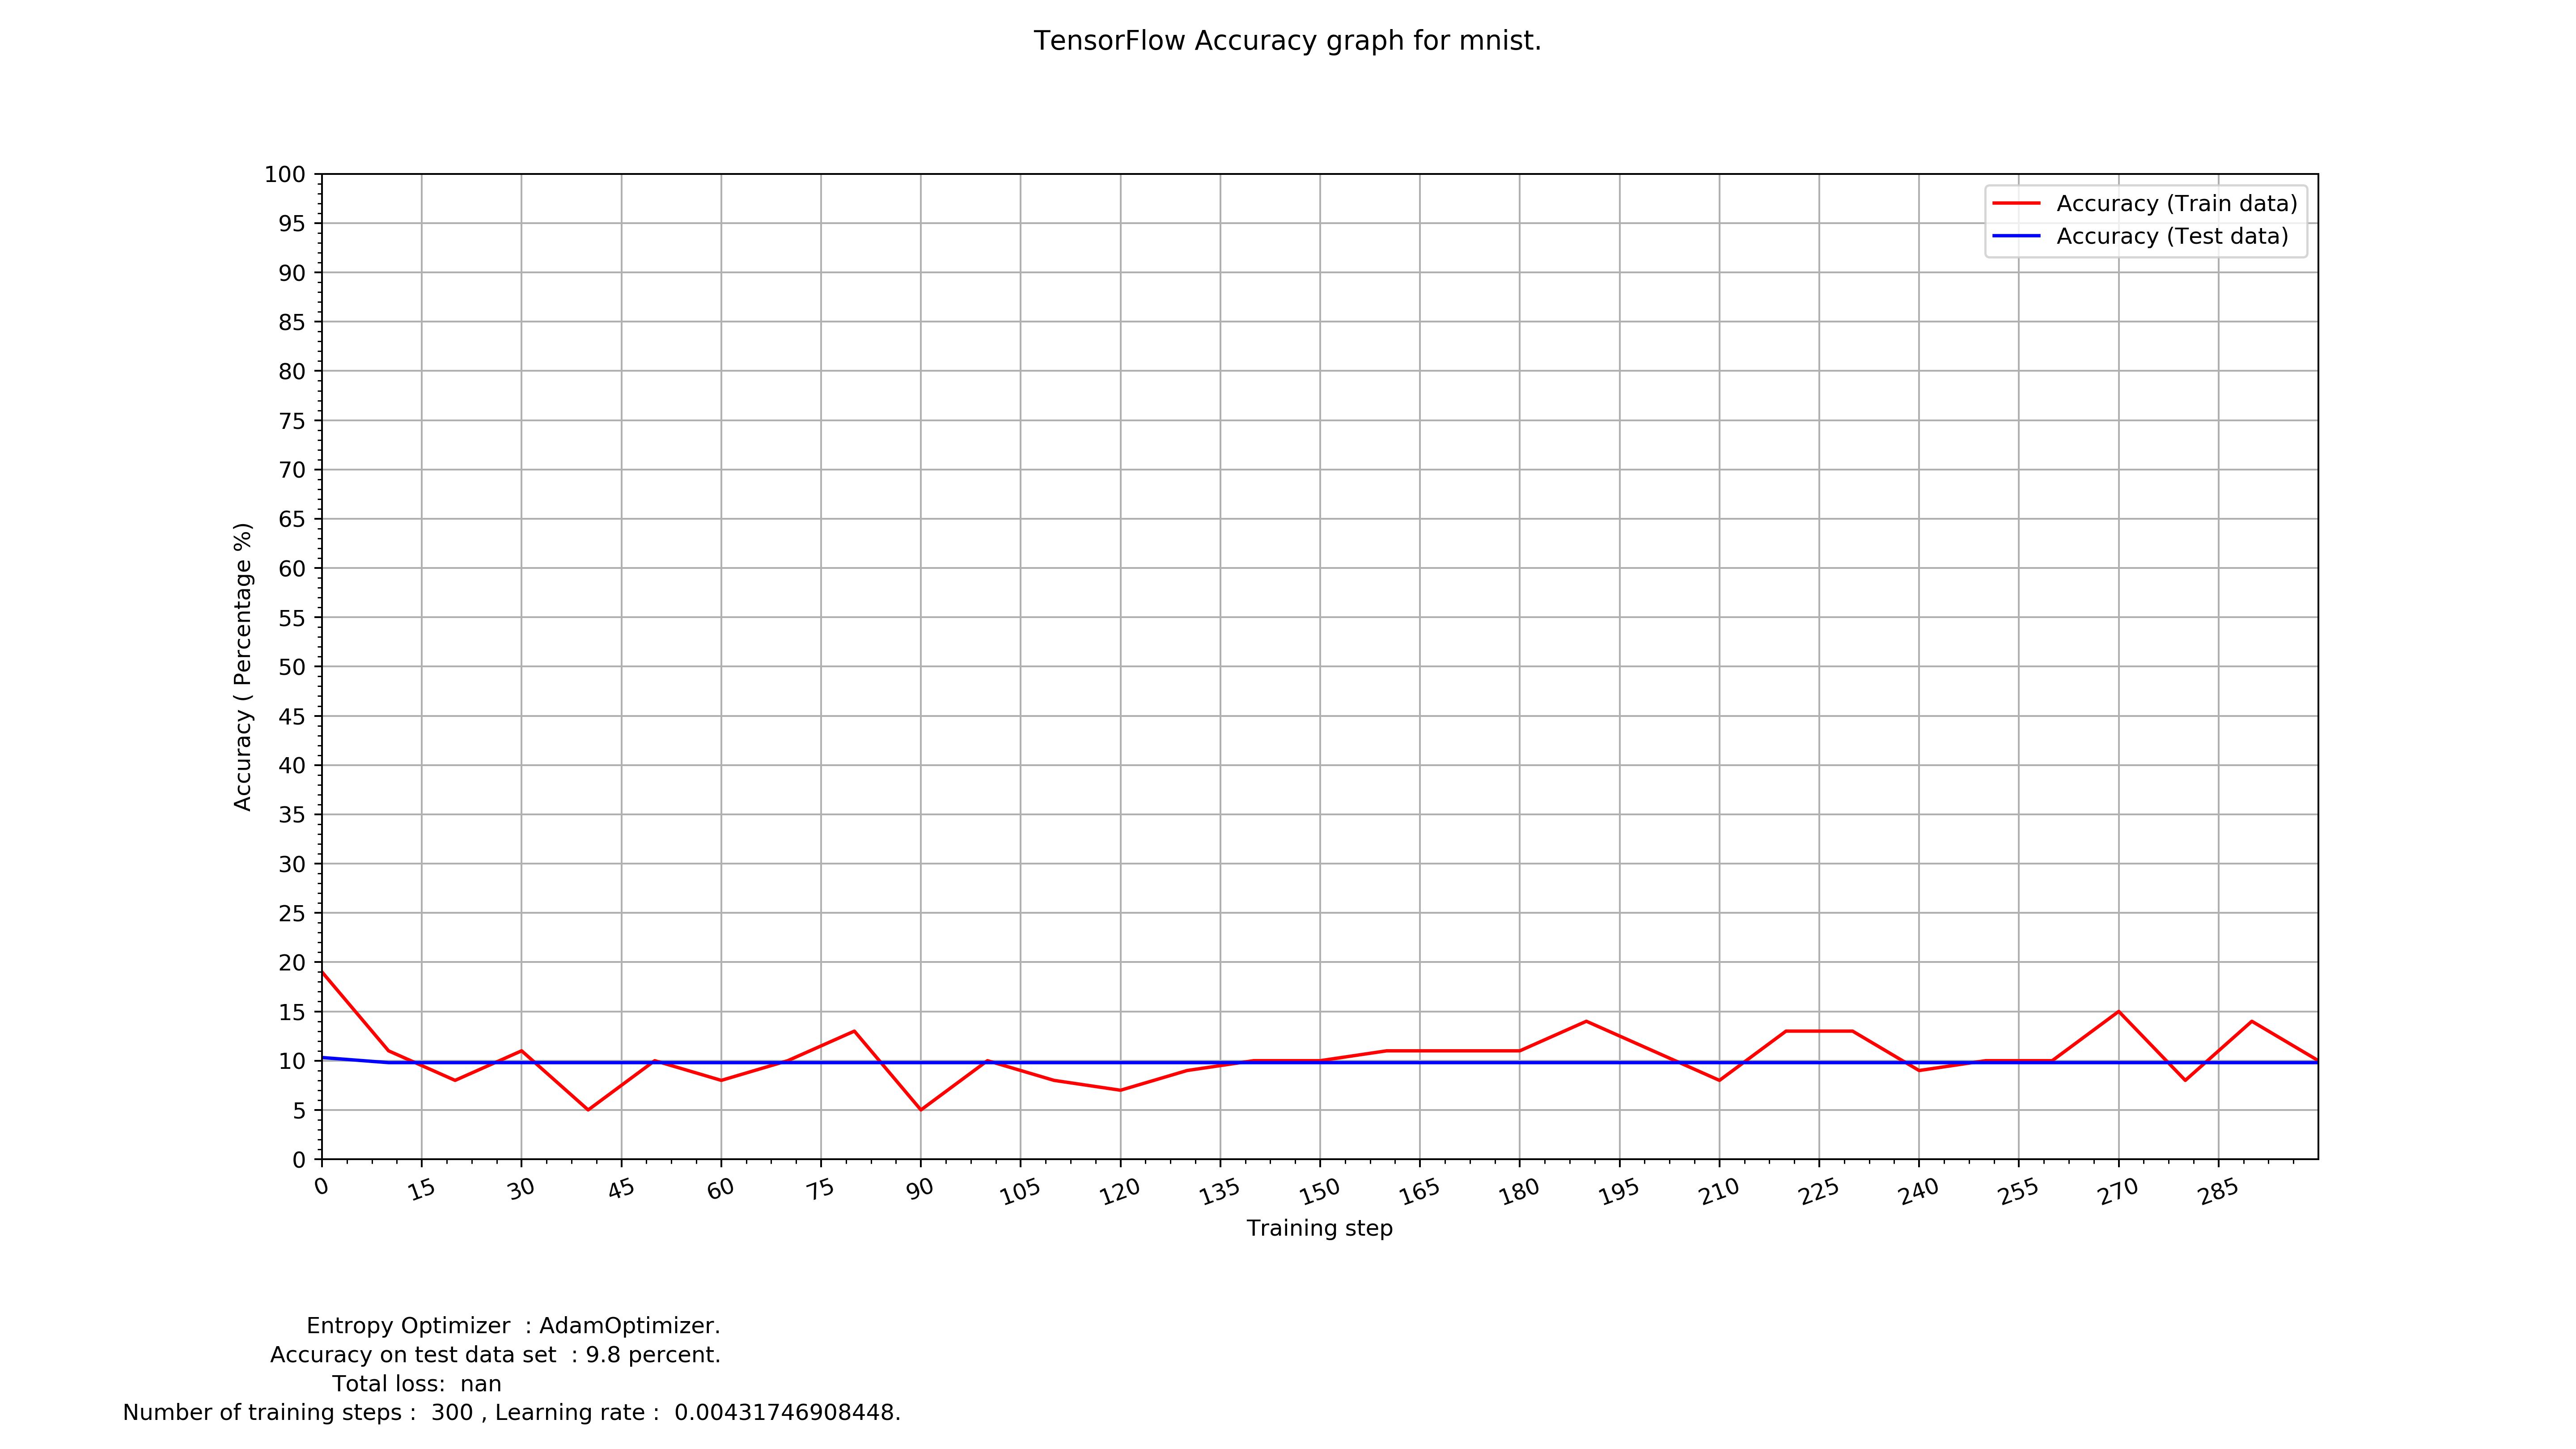 TensorFlow Accuracy graph for mnist.
Accuracy (Train data)
Accuracy (Test data)
100
95
90
85
80
75
70
65
60
55
50
45
40
35
30
25
20
15
10
5
0
Accuracy ( Percentage %)
0 15 30 45 60 75 90 105 120 135 150 165 180 195 210 225 240 255 270 285
Training step
Entropy Optimizer  : AdamOptimizer.
Accuracy on test data set  : 9.8 percent.
Total loss:  nan
Number of training steps :  300 , Learning rate :  0.00431746908448.